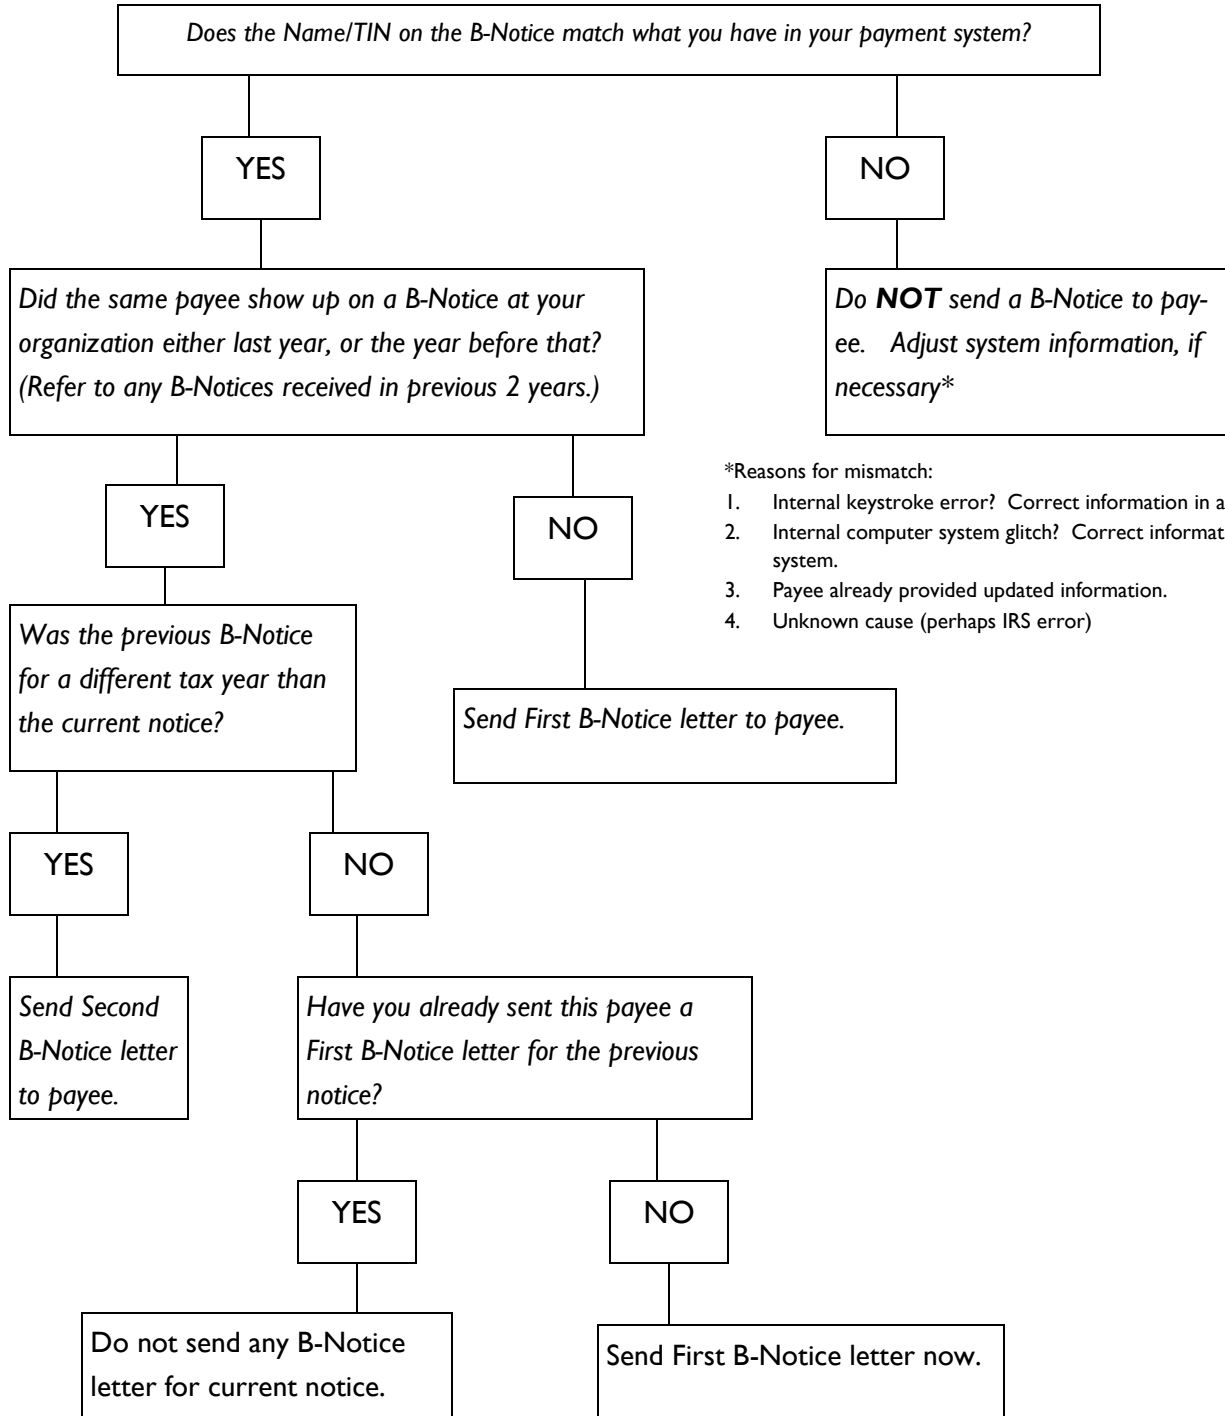 Does the Name/TIN on the B-Notice match what you have in your payment system?
YES
NO
Did the same payee show up on a B-Notice at your
organization either last year, or the year before that?
(Refer to any B-Notices received in previous 2 years.)
Do NOT send a B-Notice to pay-
ee. Adjust system information, if
necessary*
*Reasons for mismatch:
1. Internal keystroke error? Correct information in a
2. Internal computer system glitch? Correct informat
system.
3. Payee already provided updated information.
4. Unknown cause (perhaps IRS error)
YES
NO
Was the previous B-Notice
for a different tax year than
the current notice?
Send First B-Notice letter to payee.
YES
NO
Send Second
B-Notice letter
to payee.
Have you already sent this payee a
First B-Notice letter for the previous
notice?
YES
NO
Do not send any B-Notice
letter for current notice.
Send First B-Notice letter now.